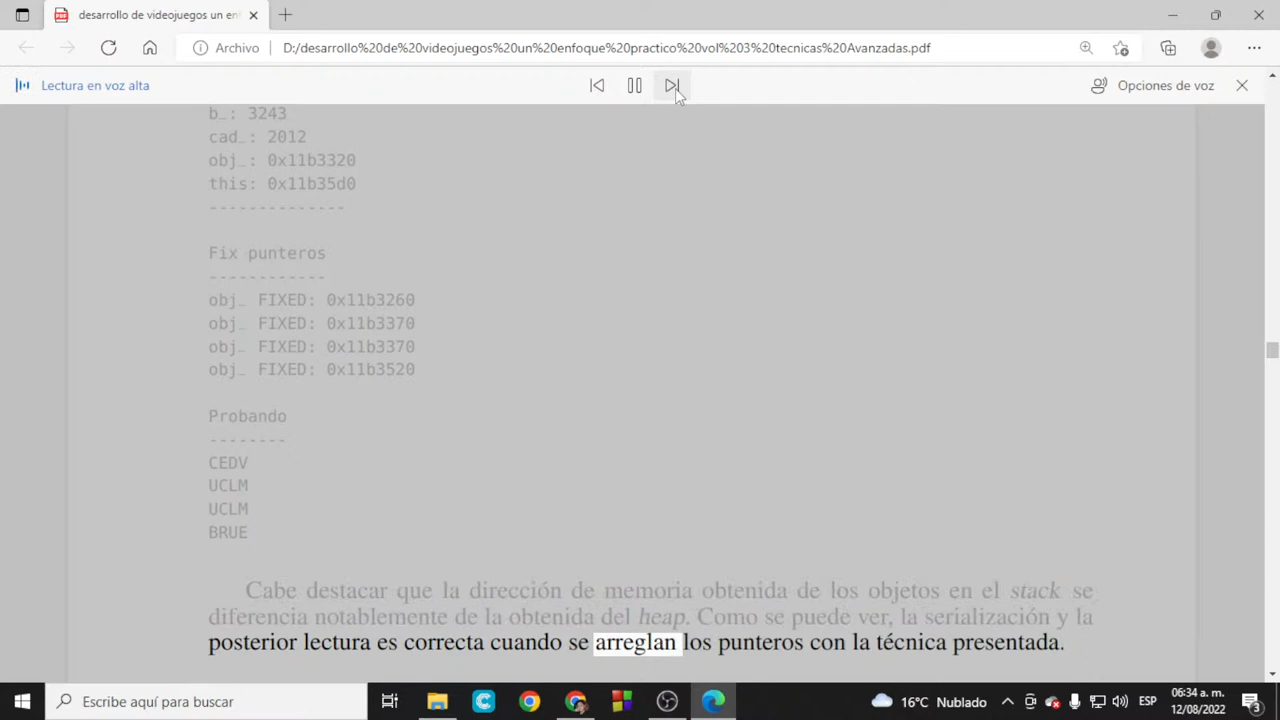 desarrollo de videojuegos un en
Archivo
D:/desarrollo%20de%20videojuegos%20un%20enfoque%20practico%20vol%203%20tecnicas%20Avanzadas.pdf
Lectura en voz alta
Opciones de voz
b_: 3243
cad_: 2012
obj_: 0x11b3320
this: 0x11b35d0
--------------
Fix punteros
------------
obj_ FIXED: 0x11b3260
obj_ FIXED: 0x11b3370
obj_ FIXED: 0x11b3370
obj_ FIXED: 0x11b3520
Probando
--------
CEDV
UCLM
UCLM
BRUE
Cabe destacar que la dirección de memoria obtenida de los objetos en el stack se
diferencia notablemente de la obtenida del heap. Como se puede ver, la serialización y la
posterior lectura es correcta cuando se arreglan los punteros con la técnica presentada.
Escribe aquí para buscar
16°C Nublado
ESP
06:34 a. m.
12/08/2022
3